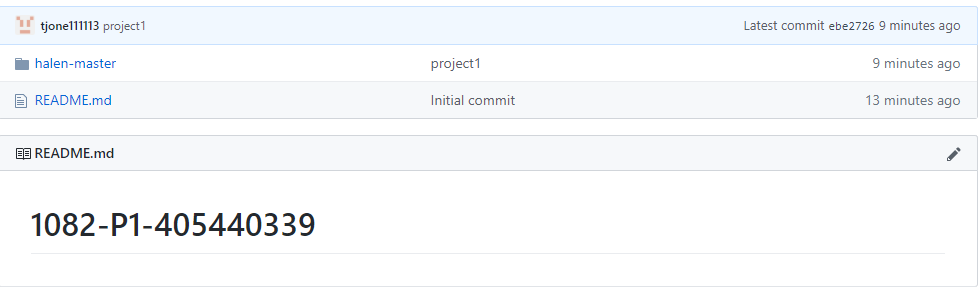 tjone111113 project1 Latest commit ebe2726 9 minutes ago
halen-master project1 9 minutes ago
README.md Initial commit 13 minutes ago
README.md
1082-P1-405440339